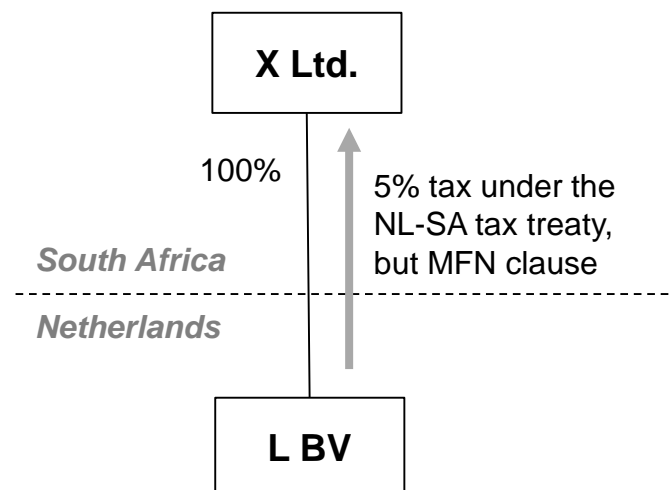 X Ltd.
100%
5% tax under the
NL-SA tax treaty,
but MFN clause
South Africa
Netherlands
L BV